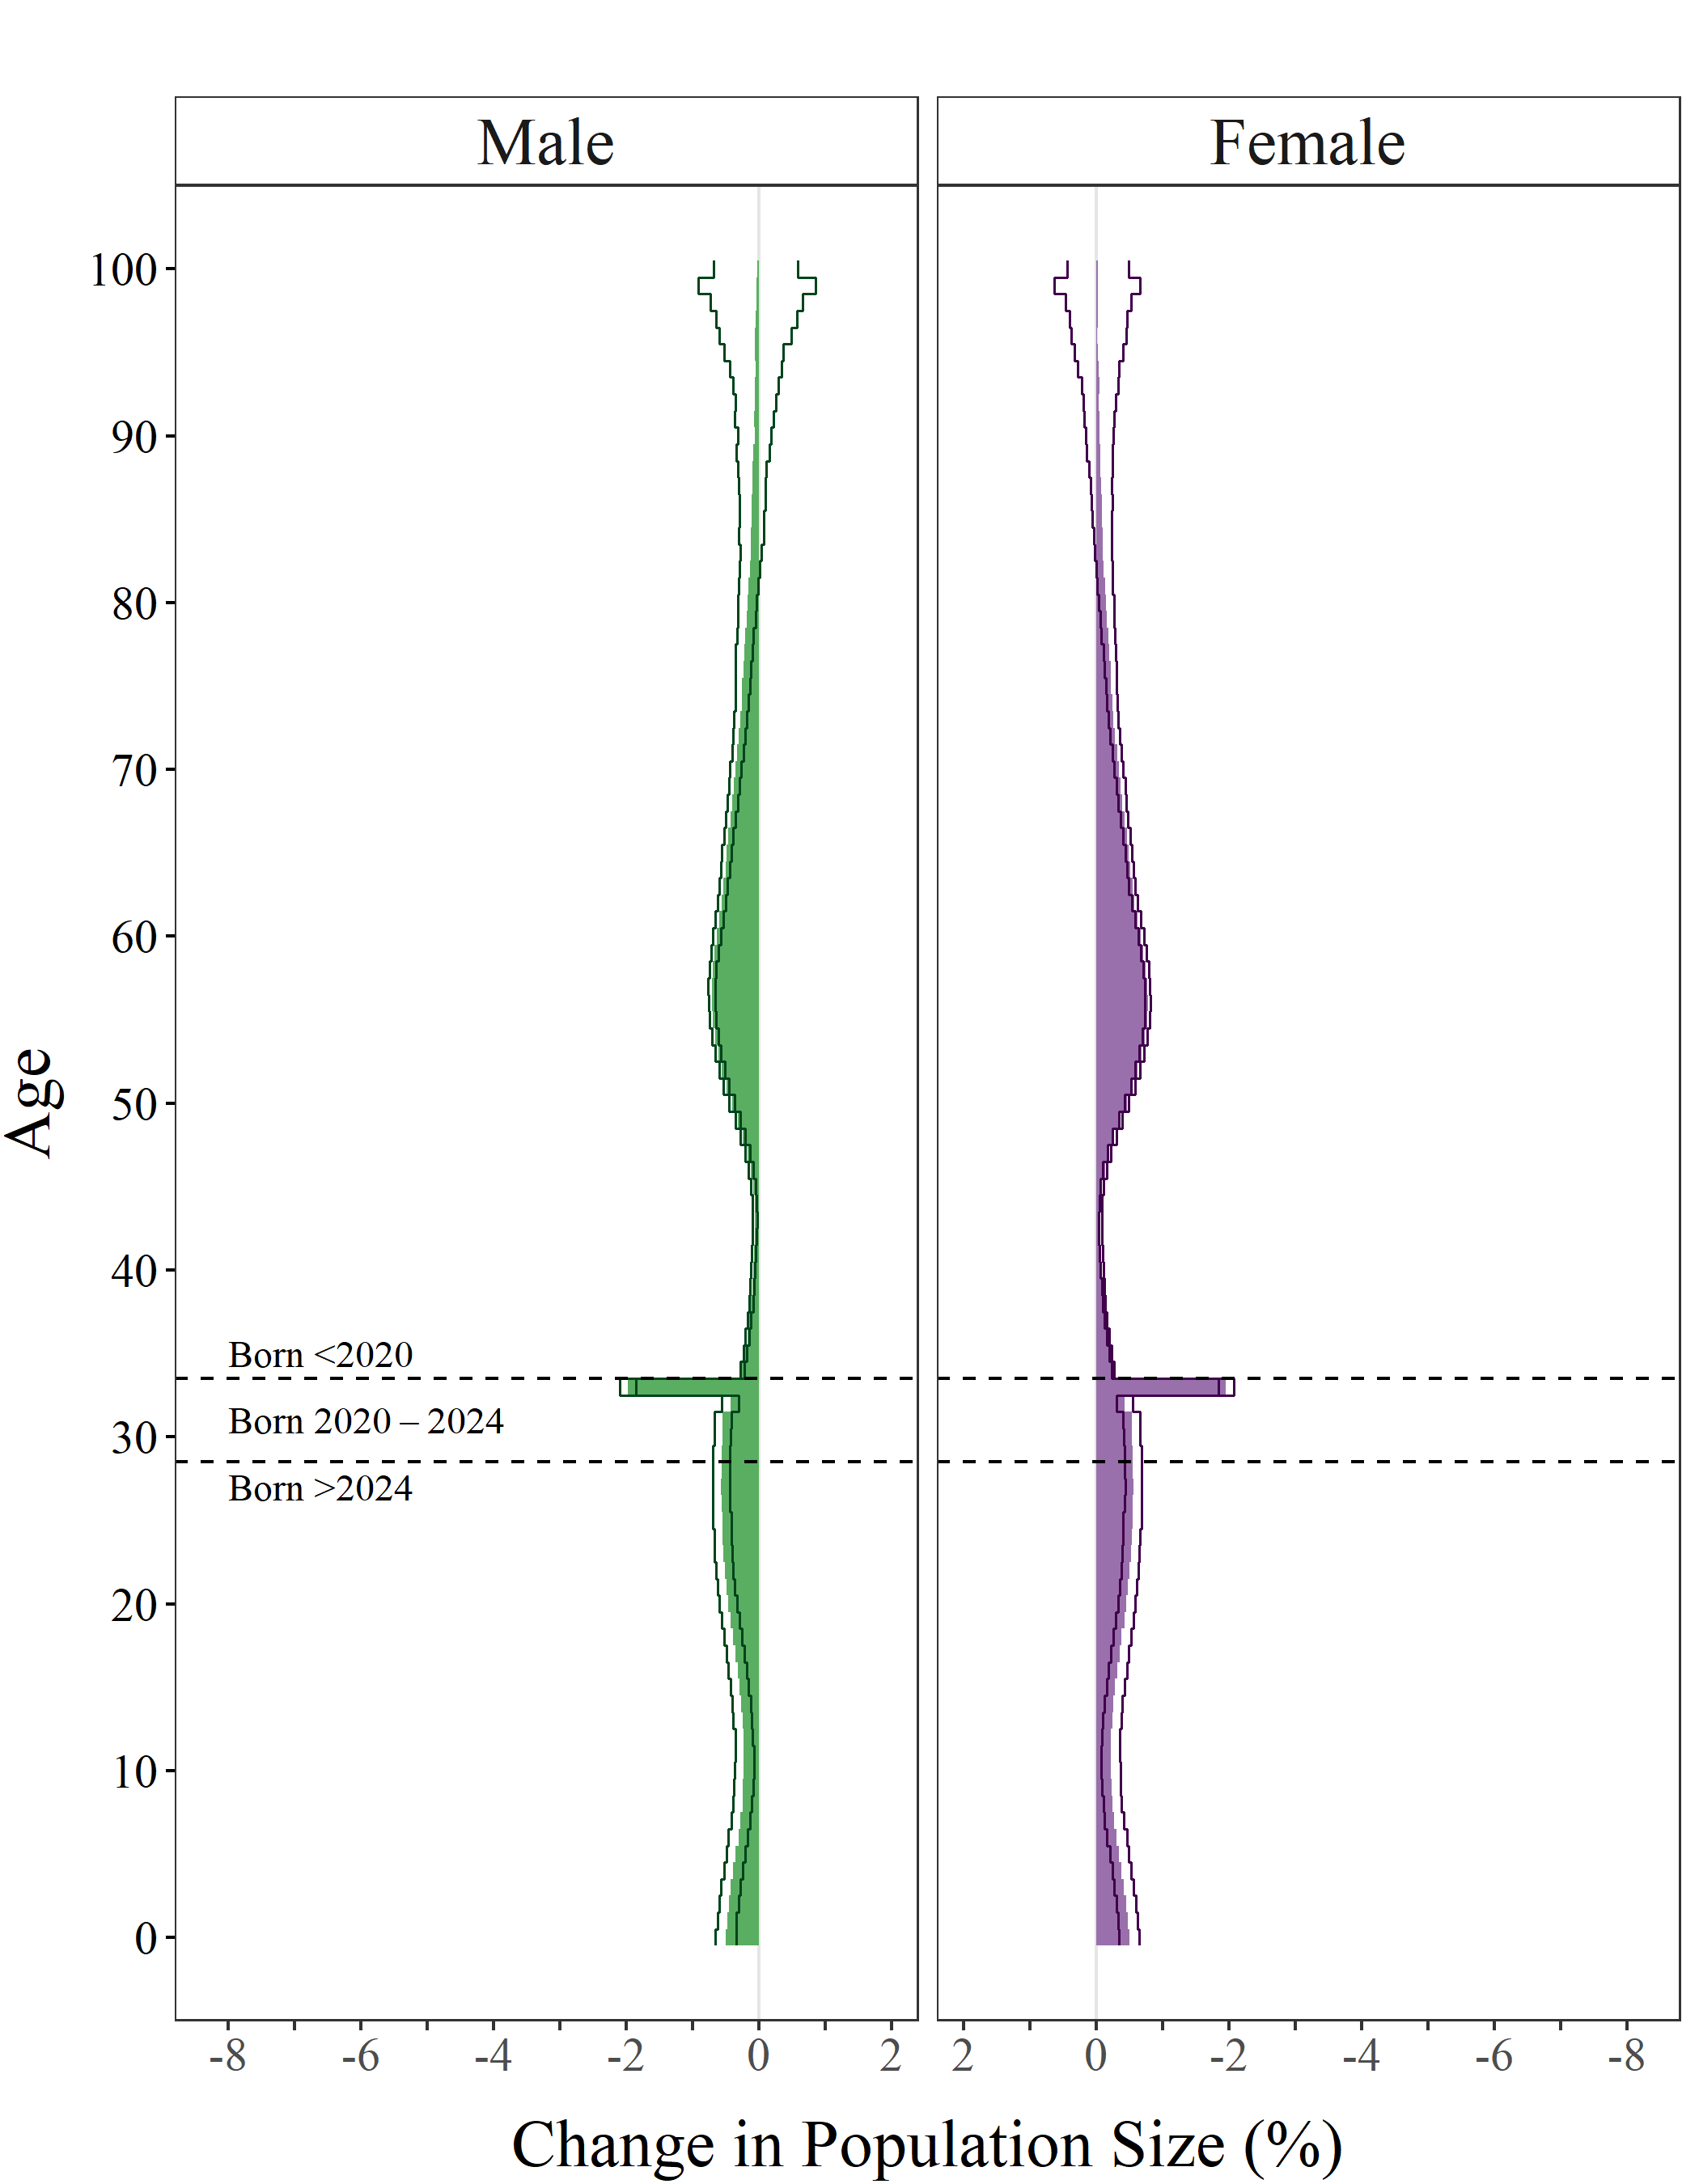 Male Female
100
90
80
70
60
50
40
30
20
10
0
Age
Born <2020
Born 2020 – 2024
Born >2024
-8 -6 -4 -2 0 2 2 0 -2 -4 -6 -8
Change in Population Size (%)